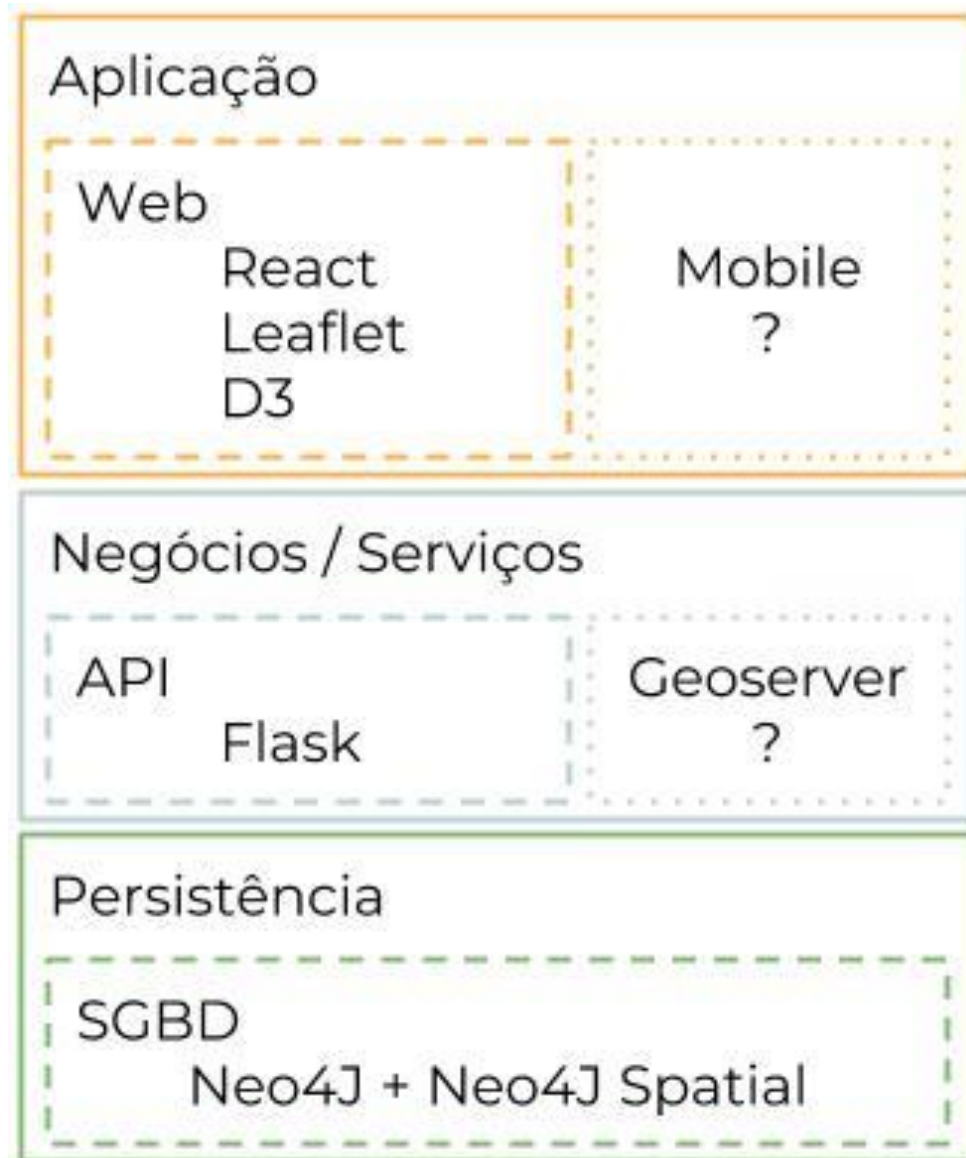 Aplicação
Web
React
Leaflet
D3
Mobile
?
Negócios / Serviços
API
Flask
Geoserver
?
Persistência
SGBD
Neo4J + Neo4J Spatial